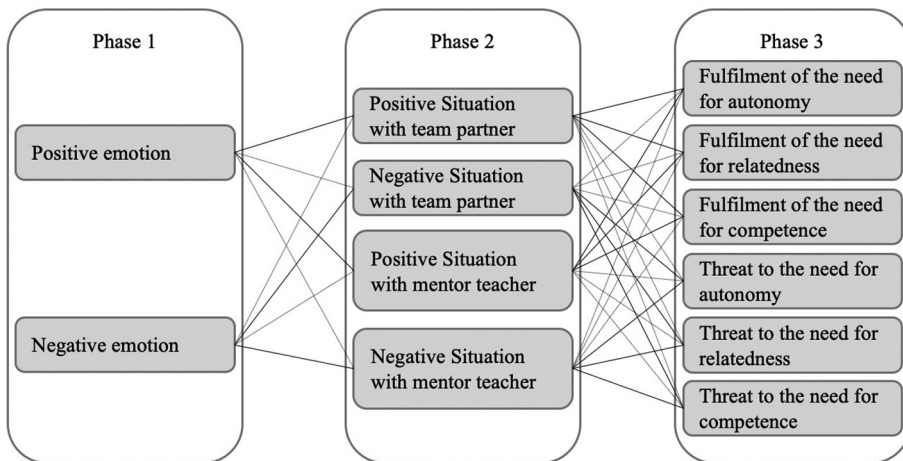 Phase 1
Positive emotion
Negative emotion
Phase 2
Positive Situation
with team partner
Negative Situation
with team partner
Positive Situation
with mentor teacher
Negative Situation
with mentor teacher
Phase 3
Fulfilment of the need
for autonomy
Fulfilment of the need
for relatedness
Fulfilment of the need
for competence
Threat to the need for
autonomy
Threat to the need for
relatedness
Threat to the need for
competence